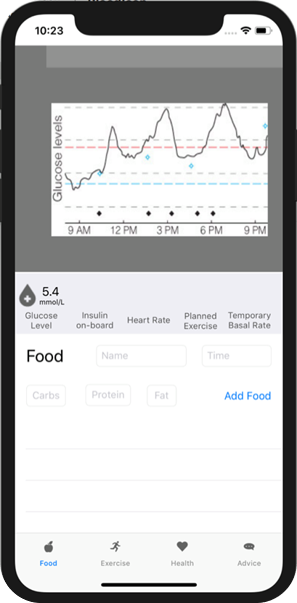 10:23
Glucose levels
9 AM 12 PM 3 PM 6 PM 9 PM
5.4
mmol/L
Glucose Insulin Heart Rate Planned Temporary
Level on-board Exercise Basal Rate
Food Name Time
Carbs Protein Fat Add Food
Food Exercise Health Advice